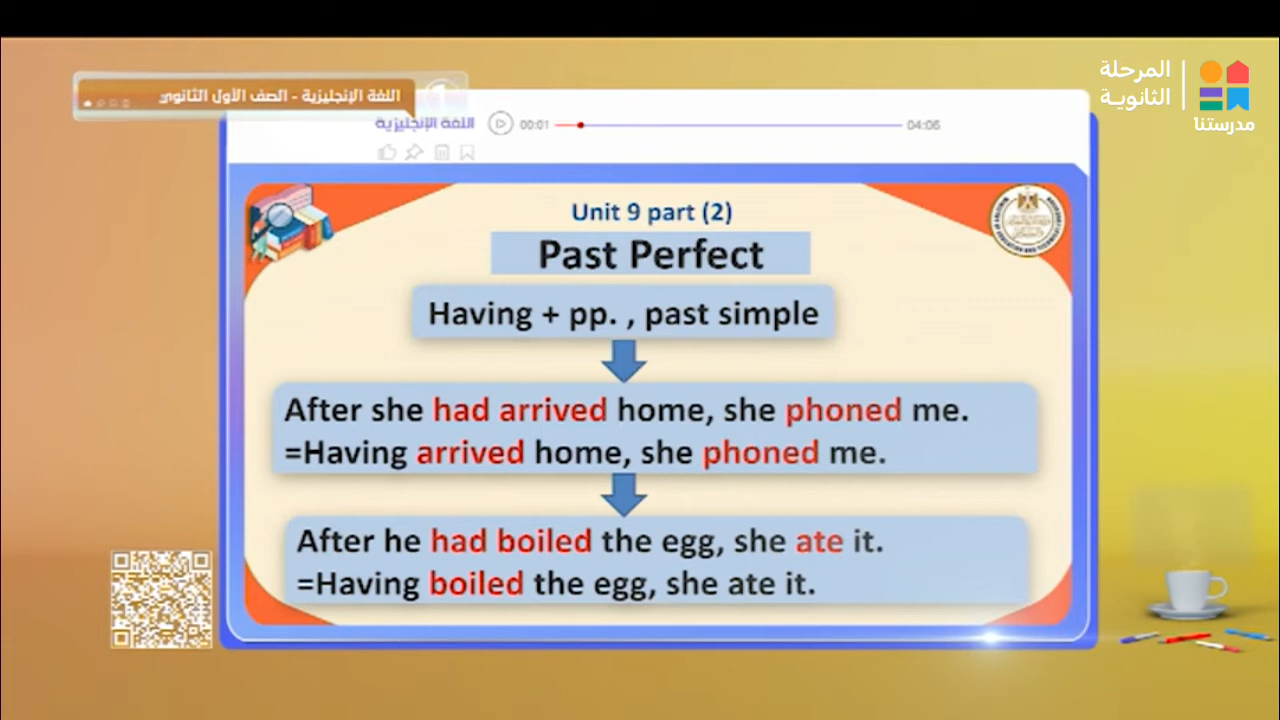 المرحلة
الثانوية
مدرستنا
اللغة الإنجليزية - الصف الأول الثانوي
اللغة الإنجليزية
00:01
04:06
Unit 9 part (2)
Past Perfect
Having + pp. , past simple
After she had arrived home, she phoned me.
=Having arrived home, she phoned me.
After he had boiled the egg, she ate it.
=Having boiled the egg, she ate it.